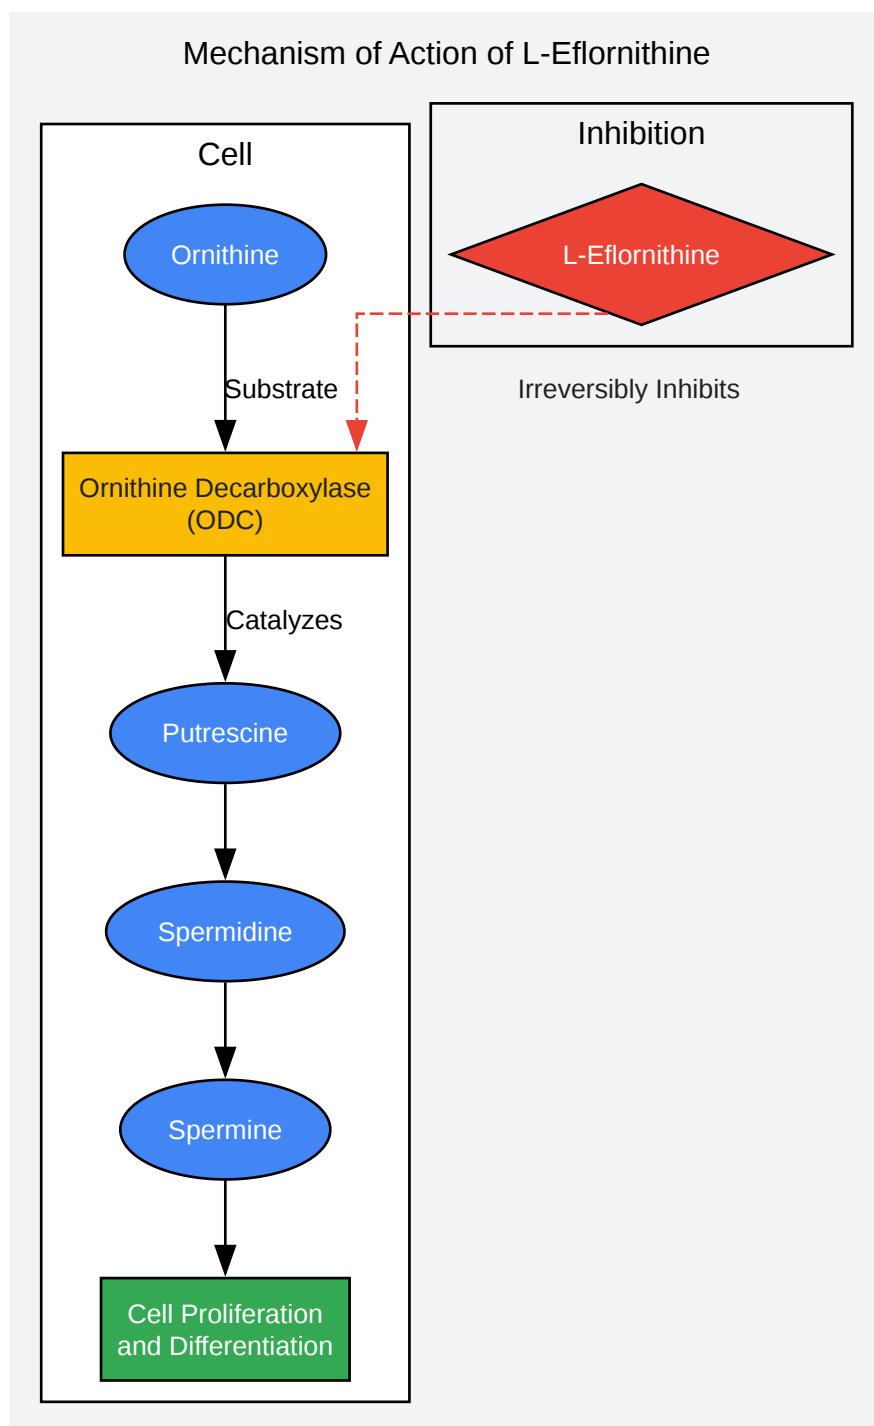 Mechanism of Action of L-Eflornithine
Cell
Inhibition
Ornithine
L-Eflornithine
Substrate
Irreversibly Inhibits
Ornithine Decarboxylase
(ODC)
Catalyzes
Putrescine
Spermidine
Spermine
Cell Proliferation
and Differentiation